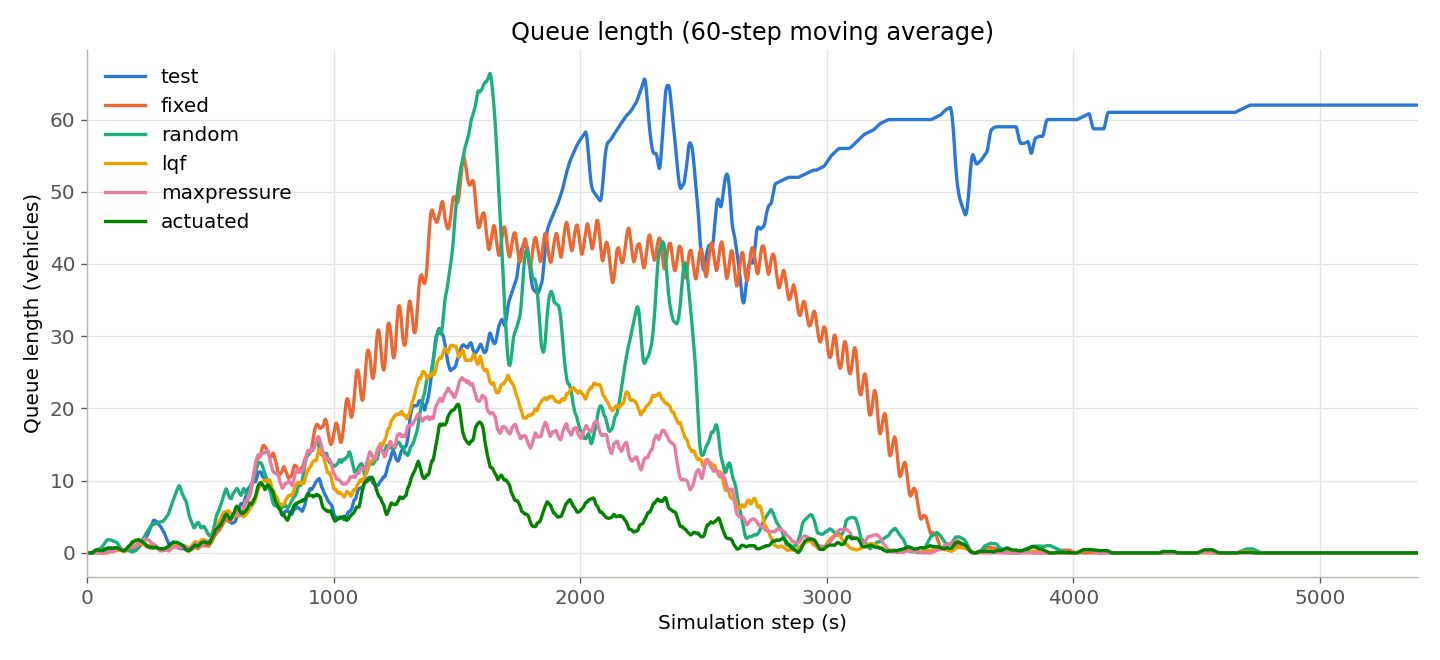 Queue length (60-step moving average)
test
fixed
random
lqf
maxpressure
actuated
Queue length (vehicles)
60
50
40
30
20
10
0
0 1000 2000 3000 4000 5000
Simulation step (s)